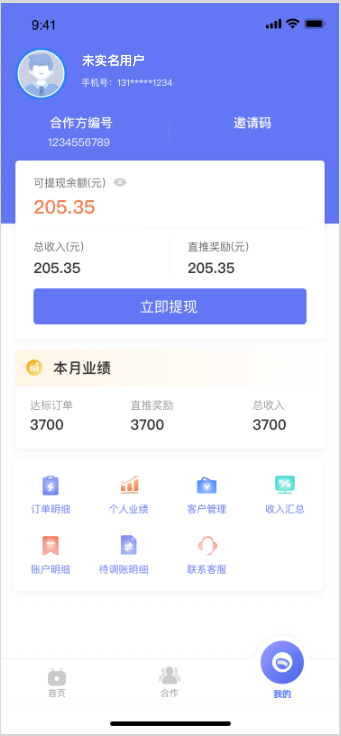 9:41
未实名用户
手机号：131*****1234
合作方编号 邀请码
1234556789
可提现余额(元)
205.35
总收入(元) 直推奖励(元)
205.35 205.35
立即提现
本月业绩
达标订单 直推奖励 总收入
3700 3700 3700
订单明细 个人业绩 客户管理 收入汇总
账户明细 待调账明细 联系客服
首页 合作 我的